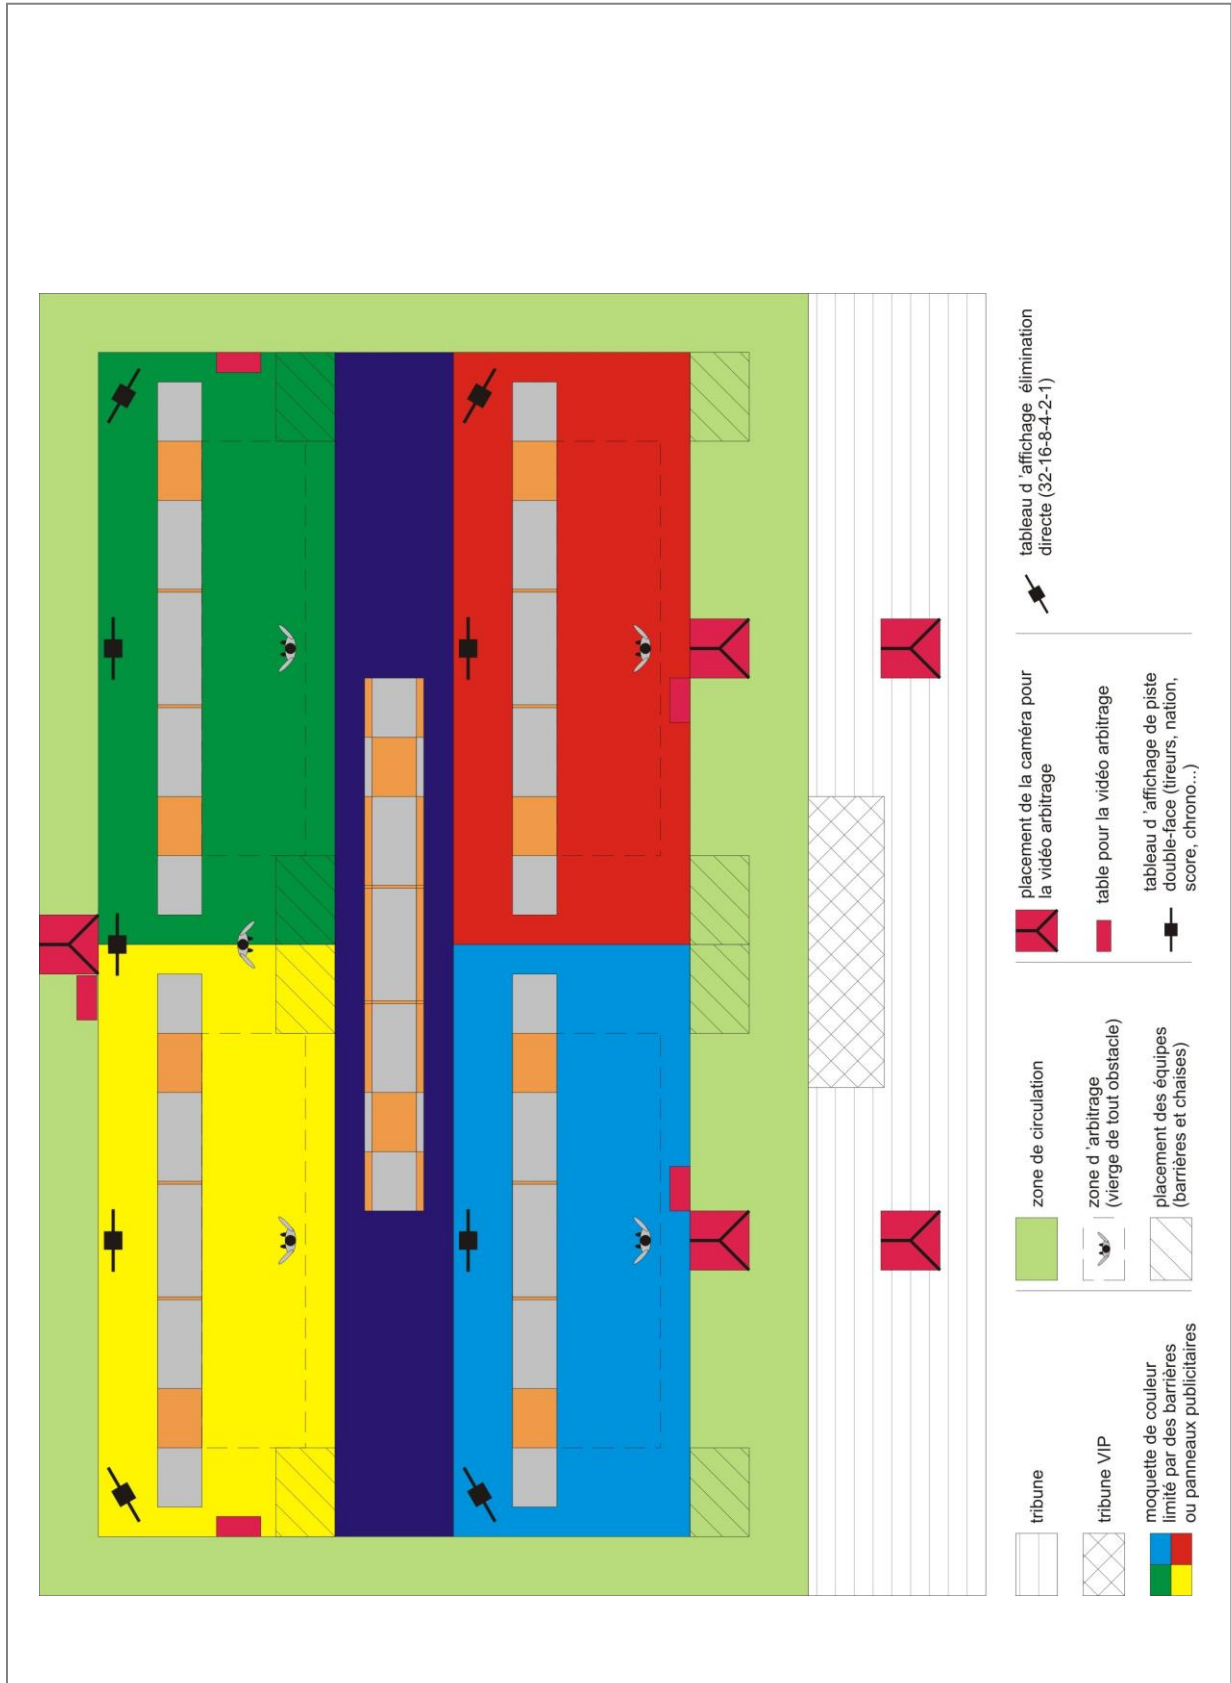 tribune
tribune VIP
moquette de couleur
limité par des barrières
ou panneaux publicitaires
zone de circulation
zone d 'arbitrage
(vierge de tout obstacle)
placement des équipes
(barrières et chaises)
placement de la caméra pour
la vidéo arbitrage
table pour la vidéo arbitrage
tableau d 'affichage de piste
double-face (tireurs, nation,
score, chrono...)
tableau d 'affichage élimination
directe (32-16-8-4-2-1)